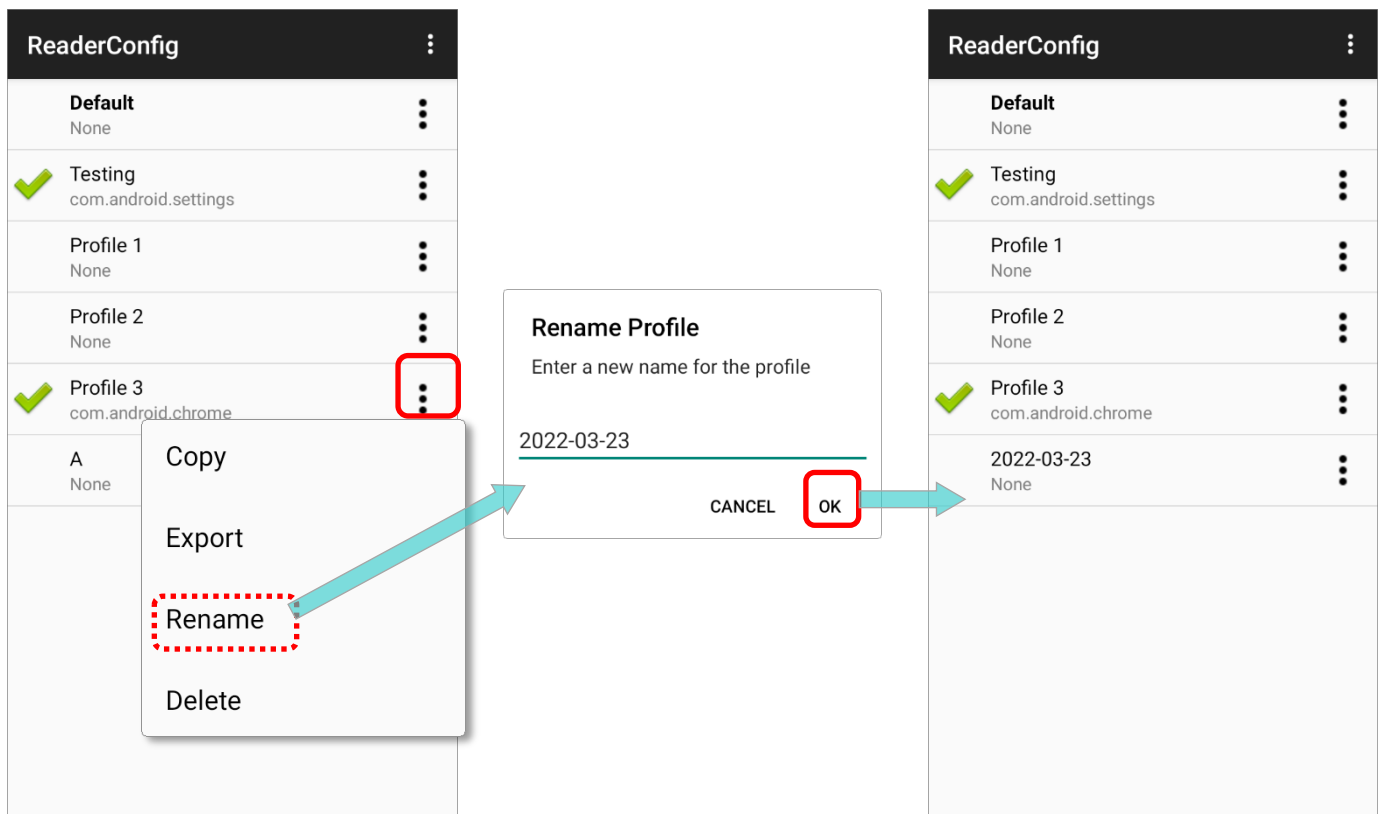 ReaderConfig
Default
None
Testing
com.android.settings
Profile 1
None
Profile 2
None
Profile 3
com.android.chrome
A
None
Copy
Export
Rename
Delete
Rename Profile
Enter a new name for the profile
2022-03-23
CANCEL OK
ReaderConfig
Default
None
Testing
com.android.settings
Profile 1
None
Profile 2
None
Profile 3
com.android.chrome
2022-03-23
None